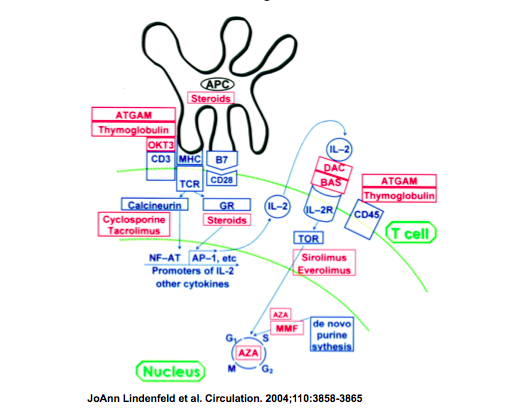 APC
Steroids
ATGAM
Thymoglobulin
OKT3
CD3
MHC
B7
TCR
CD28
IL-2
DAC
BAS
ATGAM
Thymoglobulin
Calcineurin
GR
IL-2
IL-2R
CD45
Cyclosporine
Tacrolimus
Steroids
T cell
TOR
NF-AT
AP-1, etc
Sirolimus
Everolimus
Promoters of IL-2
other cytokines
AZA
MMF
de novo
purine
sythesis
G1
S
AZA
M
G2
Nucleus
JoAnn Lindenfeld et al. Circulation. 2004;110:3858-3865